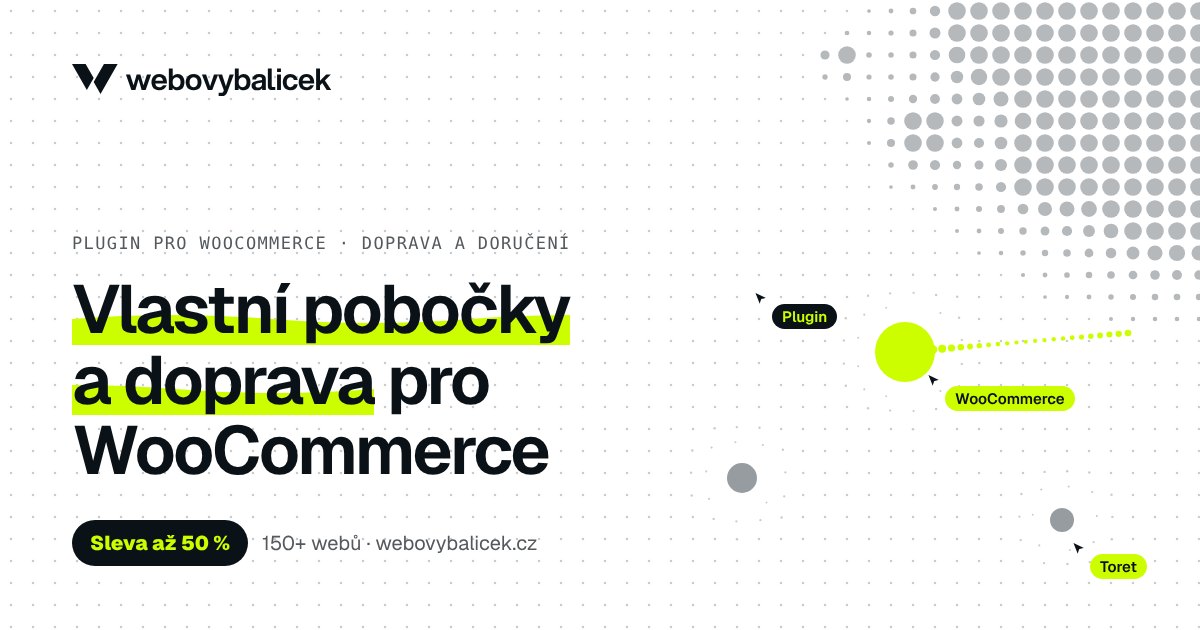 webovybalicek
PLUGIN PRO WOOCOMMERCE · DOPRAVA A DORUČENÍ
Vlastní pobočky
a doprava pro
WooCommerce
Sleva až 50 %
150+ webů · webovybalicek.cz
Plugin
WooCommerce
Toret